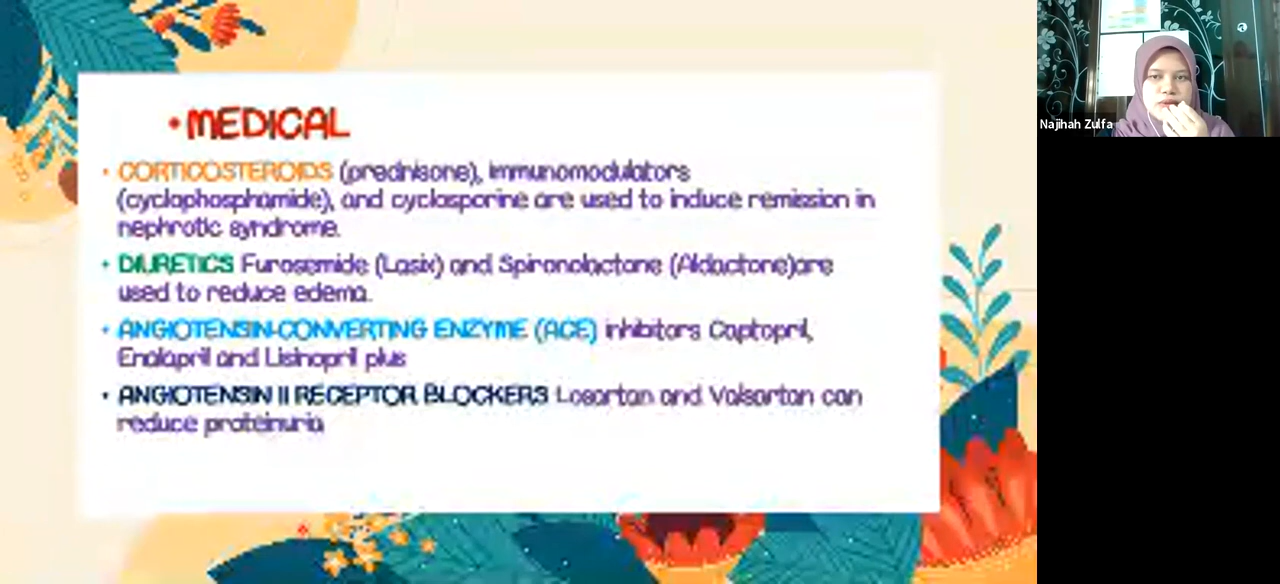 • MEDICAL
• CORTICOSTEROIDS (prednisone), immunomodulators
(cyclophosphamide), and cyclosporine are used to induce remission in
nephrotic syndrome.
• DIURETICS Furosemide (Lasix) and Spironolactone (Aldactone)are
used to reduce edema.
• ANGIOTENSIN-CONVERTING ENZYME (ACE) inhibitors Captopril,
Enalapril and Lisinopril plus
• ANGIOTENSIN II RECEPTOR BLOCKERS Losartan and Valsartan can
reduce proteinuria
Najihah Zulfa